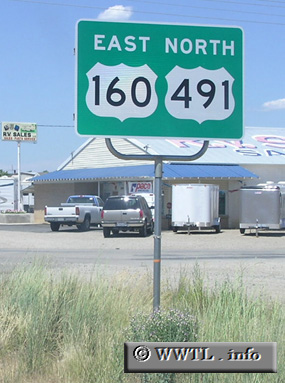 EAST NORTH
160 491
RV SALES
© WWTL.info